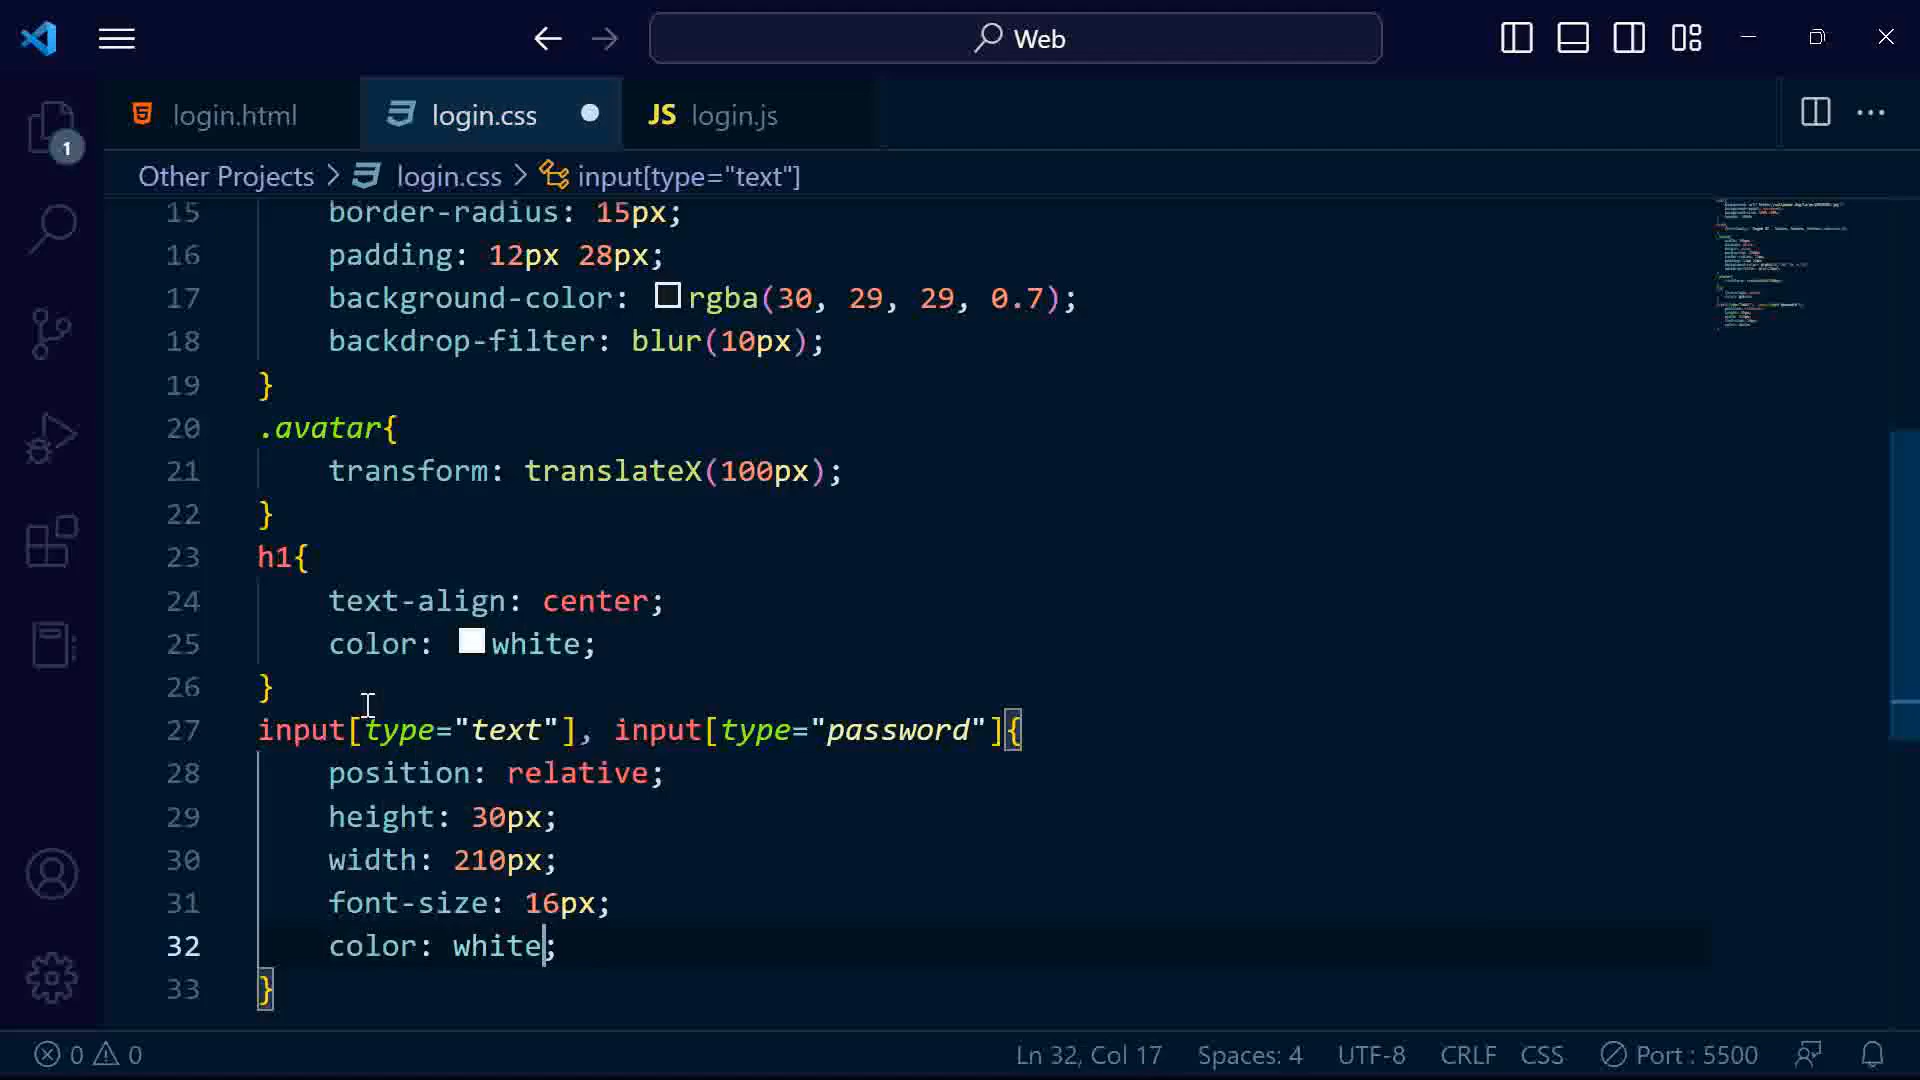 Web
login.html
login.css
JS login.js
1
Other Projects > login.css > input[type="text"]
15 border-radius: 15px;
16 padding: 12px 28px;
17 background-color: rgba(30, 29, 29, 0.7);
18 backdrop-filter: blur(10px);
19 }
20 .avatar{
21 transform: translateX(100px);
22 }
23 h1{
24 text-align: center;
25 color: white;
26 }
27 input[type="text"], input[type="password"]{
28 position: relative;
29 height: 30px;
30 width: 210px;
31 font-size: 16px;
32 color: white;
33 }
0 0 Ln 32, Col 17 Spaces: 4 UTF-8 CRLF CSS Port : 5500